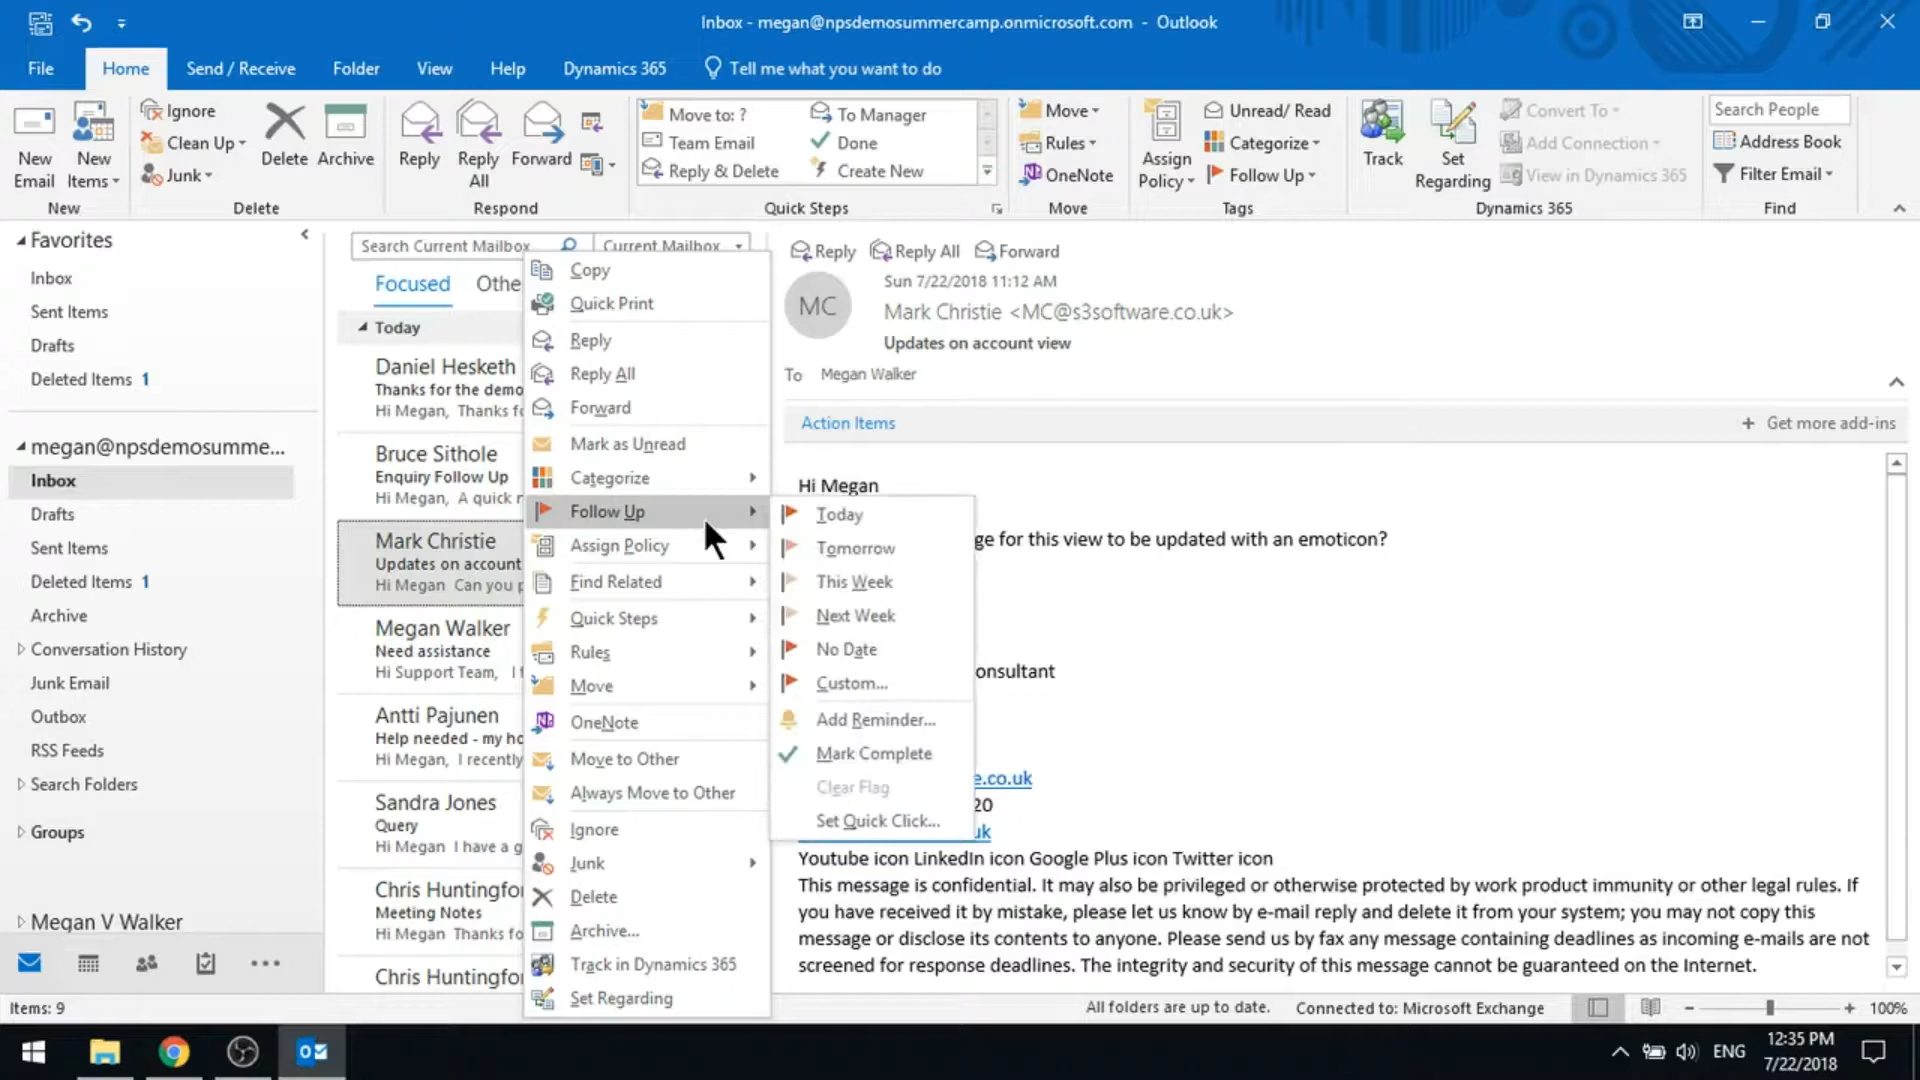 Inbox - megan@npsdemosummercamp.onmicrosoft.com - Outlook
File
Home
Send / Receive
Folder
View
Help
Dynamics 365
Tell me what you want to do
New Email
New Items
New
Ignore
Clean Up
Junk
Delete
Archive
Delete
Reply
Reply All
Forward
Respond
Move to: ?
Team Email
Reply & Delete
To Manager
Done
Create New
Quick Steps
Move
Rules
OneNote
Move
Assign Policy
Unread/ Read
Categorize
Follow Up
Tags
Track
Set Regarding
Convert To
Add Connection
View in Dynamics 365
Dynamics 365
Search People
Address Book
Filter Email
Find
Favorites
Inbox
Sent Items
Drafts
Deleted Items 1
megan@npsdemosumme...
Inbox
Drafts
Sent Items
Deleted Items 1
Archive
Conversation History
Junk Email
Outbox
RSS Feeds
Search Folders
Groups
Megan V Walker
Search Current Mailbox
Current Mailbox
Focused
Othe
Today
Daniel Hesketh
Thanks for the demo
Hi Megan, Thanks fo
Bruce Sithole
Enquiry Follow Up
Hi Megan, A quick r
Mark Christie
Updates on account
Hi Megan Can you p
Megan Walker
Need assistance
Hi Support Team, I
Antti Pajunen
Help needed - my ho
Hi Megan, I recently
Sandra Jones
Query
Hi Megan I have a g
Chris Huntingfo
Meeting Notes
Hi Megan Thanks fo
Chris Huntingfo
Copy
Quick Print
Reply
Reply All
Forward
Mark as Unread
Categorize
Follow Up
Assign Policy
Find Related
Quick Steps
Rules
Move
OneNote
Move to Other
Always Move to Other
Ignore
Junk
Delete
Archive...
Track in Dynamics 365
Set Regarding
Today
Tomorrow
This Week
Next Week
No Date
Custom...
Add Reminder...
Mark Complete
Clear Flag
Set Quick Click...
Reply
Reply All
Forward
MC
Sun 7/22/2018 11:12 AM
Mark Christie <MC@s3software.co.uk>
Updates on account view
To Megan Walker
Action Items
+ Get more add-ins
Hi Megan
ge for this view to be updated with an emoticon?
onsultant
e.co.uk
20
uk
Youtube icon LinkedIn icon Google Plus icon Twitter icon
This message is confidential. It may also be privileged or otherwise protected by work product immunity or other legal rules. If
you have received it by mistake, please let us know by e-mail reply and delete it from your system; you may not copy this
message or disclose its contents to anyone. Please send us by fax any message containing deadlines as incoming e-mails are not
screened for response deadlines. The integrity and security of this message cannot be guaranteed on the Internet.
Items: 9
All folders are up to date.
Connected to: Microsoft Exchange
100%
ENG
12:35 PM
7/22/2018